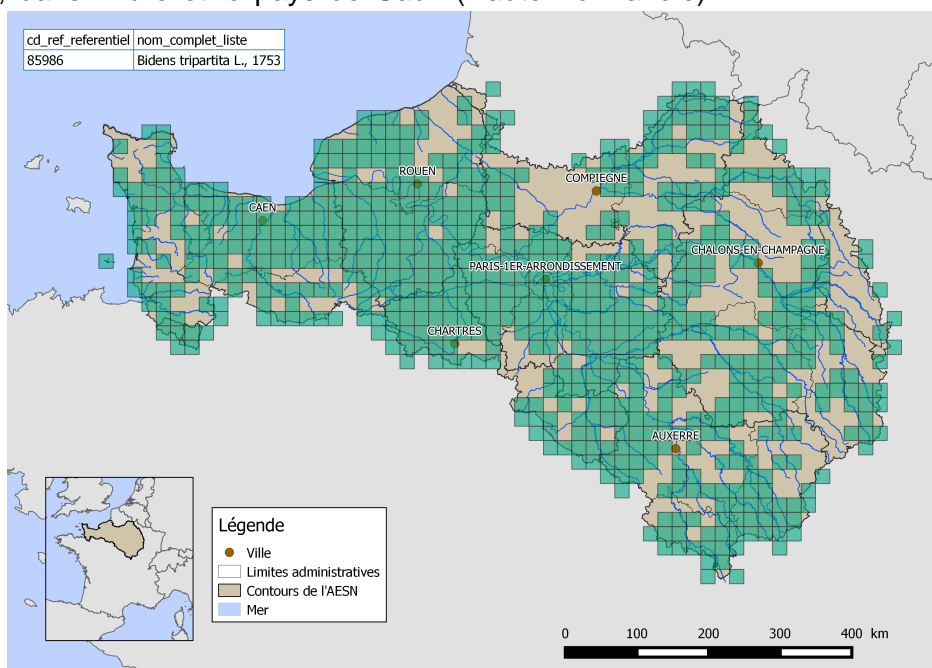 cd_ref_referentiel nom_complet_liste
85986 Bidens tripartita L., 1753
ROUEN
COMPIEGNE
CAEN
CHALONS-EN-CHAMPAGNE
PARIS-1ER-ARRONDISSEMENT
CHARTRES
AUXERRE
Légende
Ville
Limites administratives
Contours de l'AESN
Mer
0 100 200 300 400 km